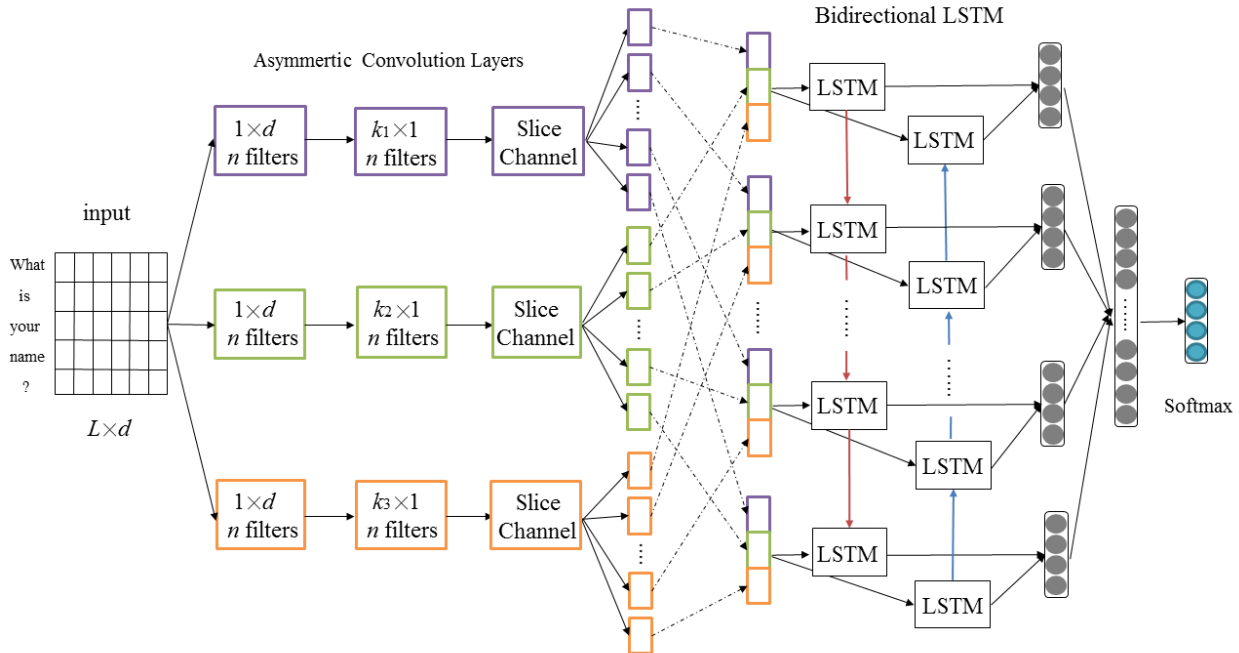 Bidirectional LSTM
Asymmertic Convolution Layers
input
What
is
your
name
?
L×d
1×d
n filters
k₁×1
n filters
Slice
Channel
1×d
n filters
k₂×1
n filters
Slice
Channel
1×d
n filters
k₃×1
n filters
Slice
Channel
LSTM
LSTM
LSTM
LSTM
LSTM
LSTM
LSTM
LSTM
Softmax